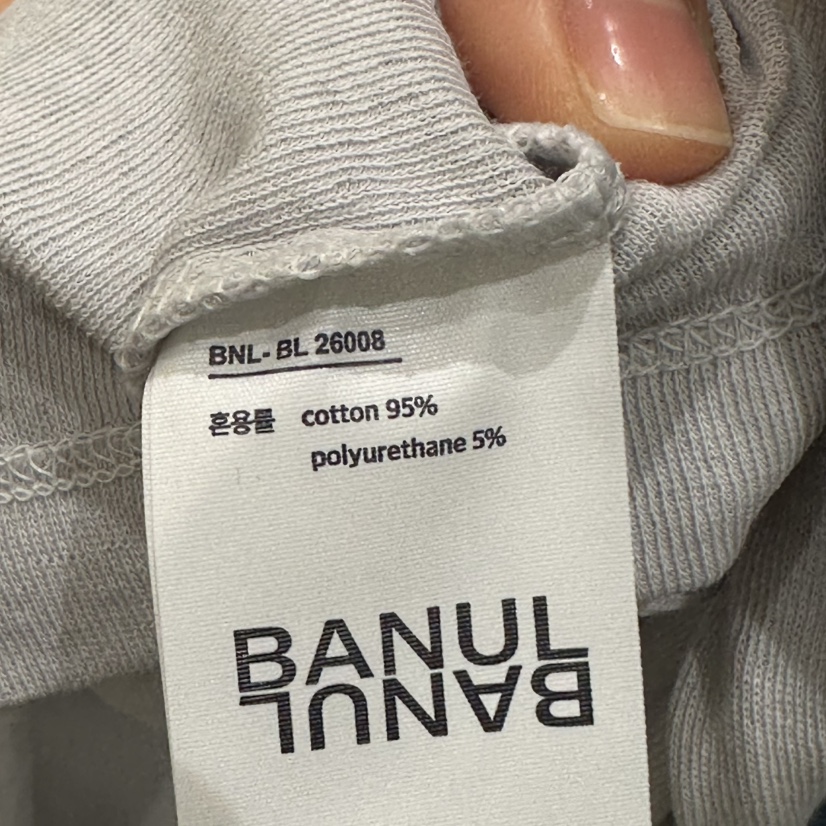 BNL- BL 26008
혼용률 cotton 95%
polyurethane 5%
BANUL
BANUL